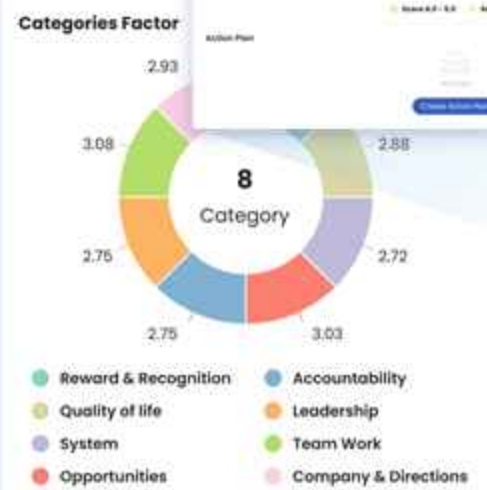 Categories Factor
Action Plan
2.93
3.08
2.88
8
Category
2.75
2.72
2.75
3.03
Reward & Recognition
Accountability
Quality of life
Leadership
System
Team Work
Opportunities
Company & Directions